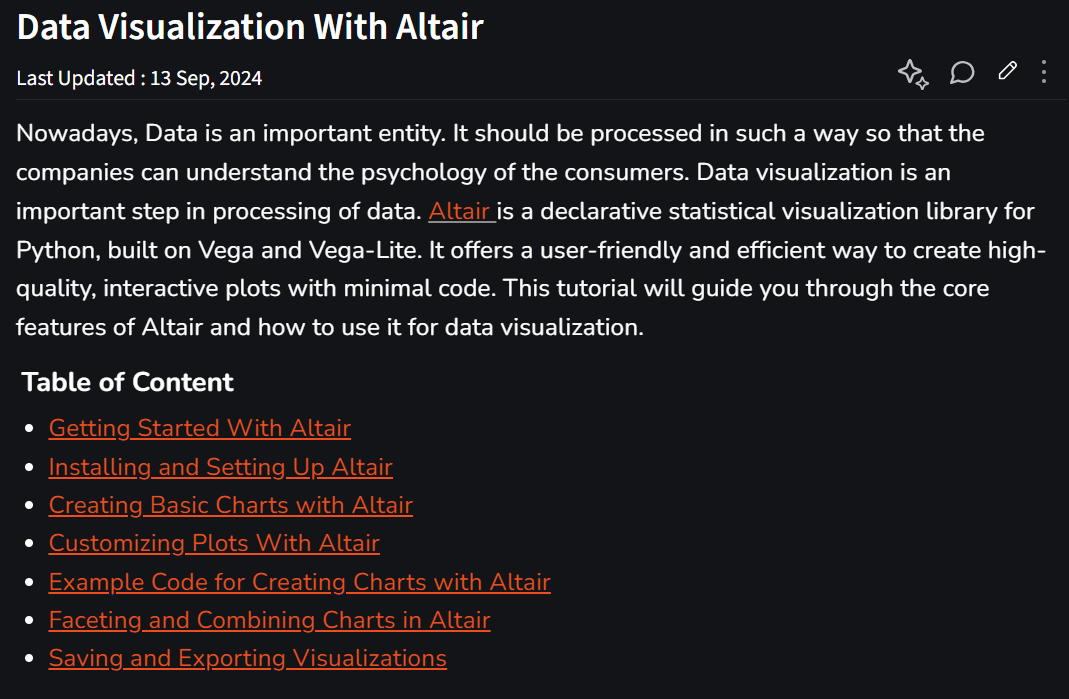 Data Visualization With Altair
Last Updated : 13 Sep, 2024
Nowadays, Data is an important entity. It should be processed in such a way so that the
companies can understand the psychology of the consumers. Data visualization is an
important step in processing of data. Altair is a declarative statistical visualization library for
Python, built on Vega and Vega-Lite. It offers a user-friendly and efficient way to create high-
quality, interactive plots with minimal code. This tutorial will guide you through the core
features of Altair and how to use it for data visualization.
Table of Content
Getting Started With Altair
Installing and Setting Up Altair
Creating Basic Charts with Altair
Customizing Plots With Altair
Example Code for Creating Charts with Altair
Faceting and Combining Charts in Altair
Saving and Exporting Visualizations